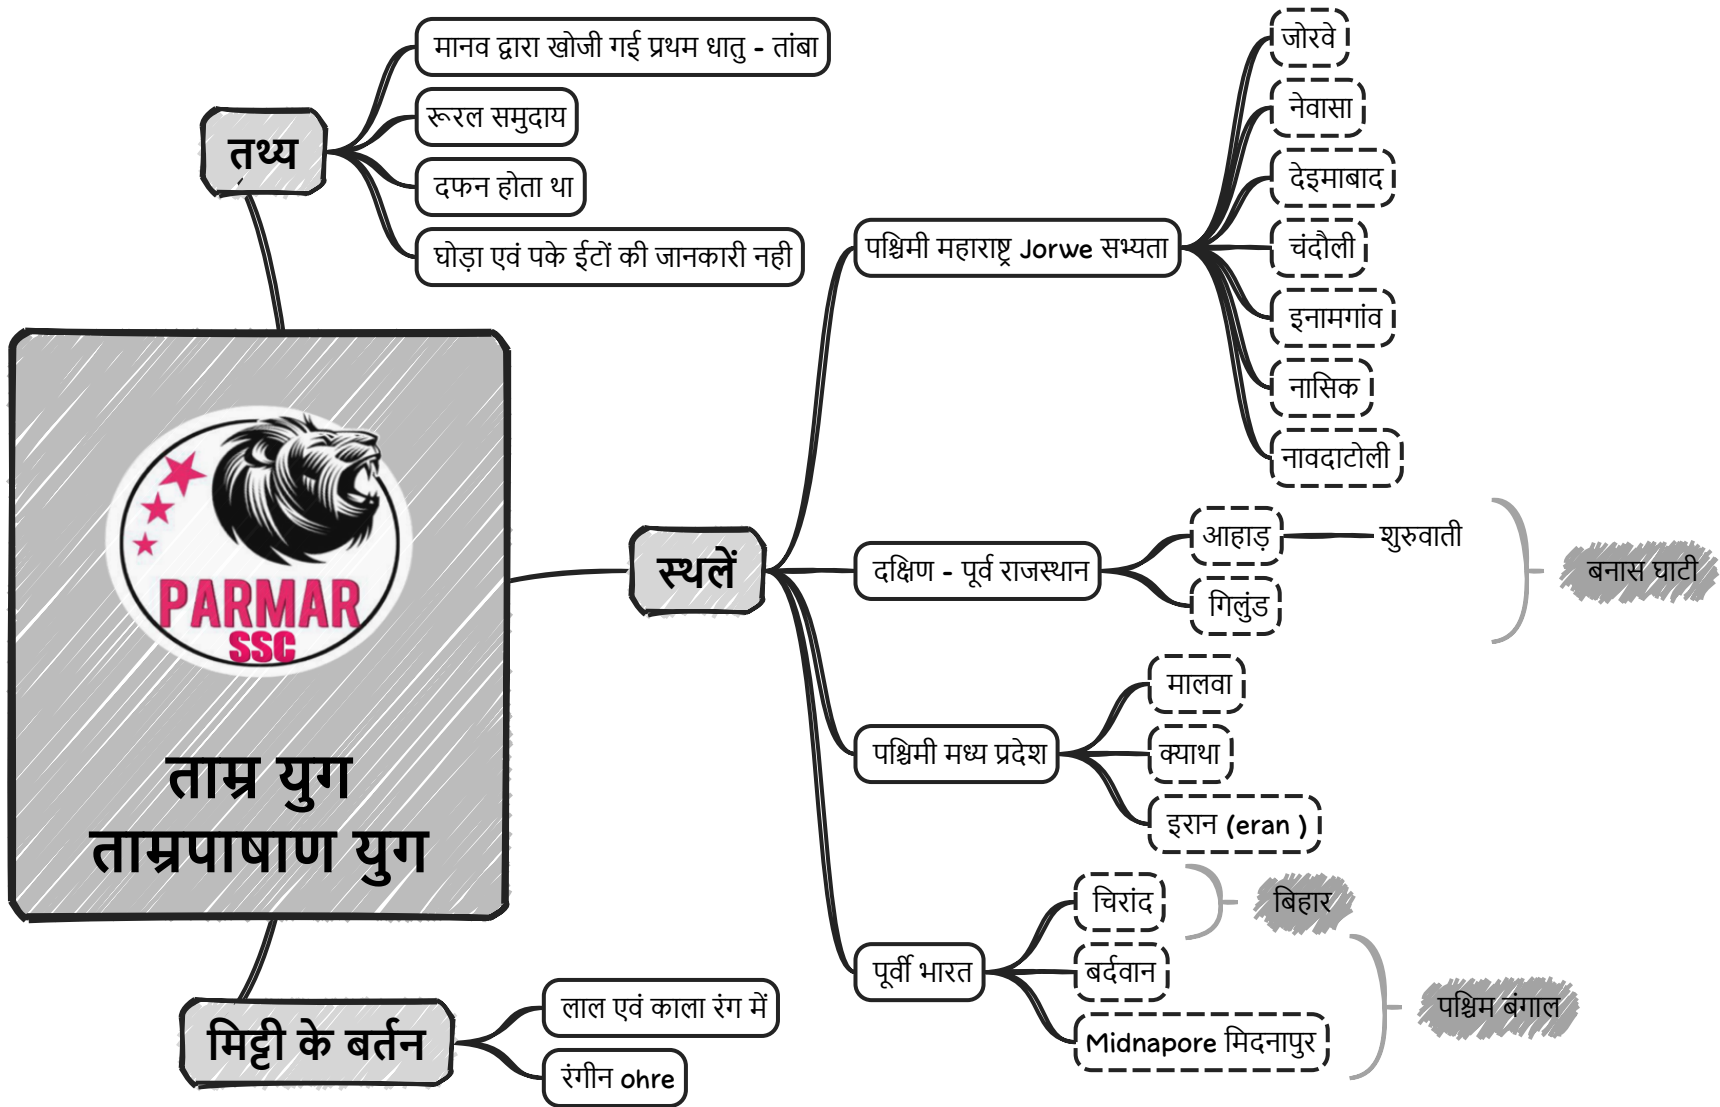 तथ्य
मानव द्वारा खोजी गई प्रथम धातु - तांबा
रूरल समुदाय
दफन होता था
घोड़ा एवं पके ईटों की जानकारी नही
PARMAR
SSC
ताम्र युग
ताम्रपाषाण युग
स्थलें
पश्चिमी महाराष्ट्र Jorwe सभ्यता
जोरवे
नेवासा
देइमाबाद
चंदौली
इनामगांव
नासिक
नावदाटोली
दक्षिण - पूर्व राजस्थान
आहाड़
शुरुवाती
गिलुंड
बनास घाटी
पश्चिमी मध्य प्रदेश
मालवा
क्याथा
इरान (eran )
पूर्वी भारत
चिरांद
बिहार
बर्दवान
Midnapore मिदनापुर
पश्चिम बंगाल
मिट्टी के बर्तन
लाल एवं काला रंग में
रंगीन ohre